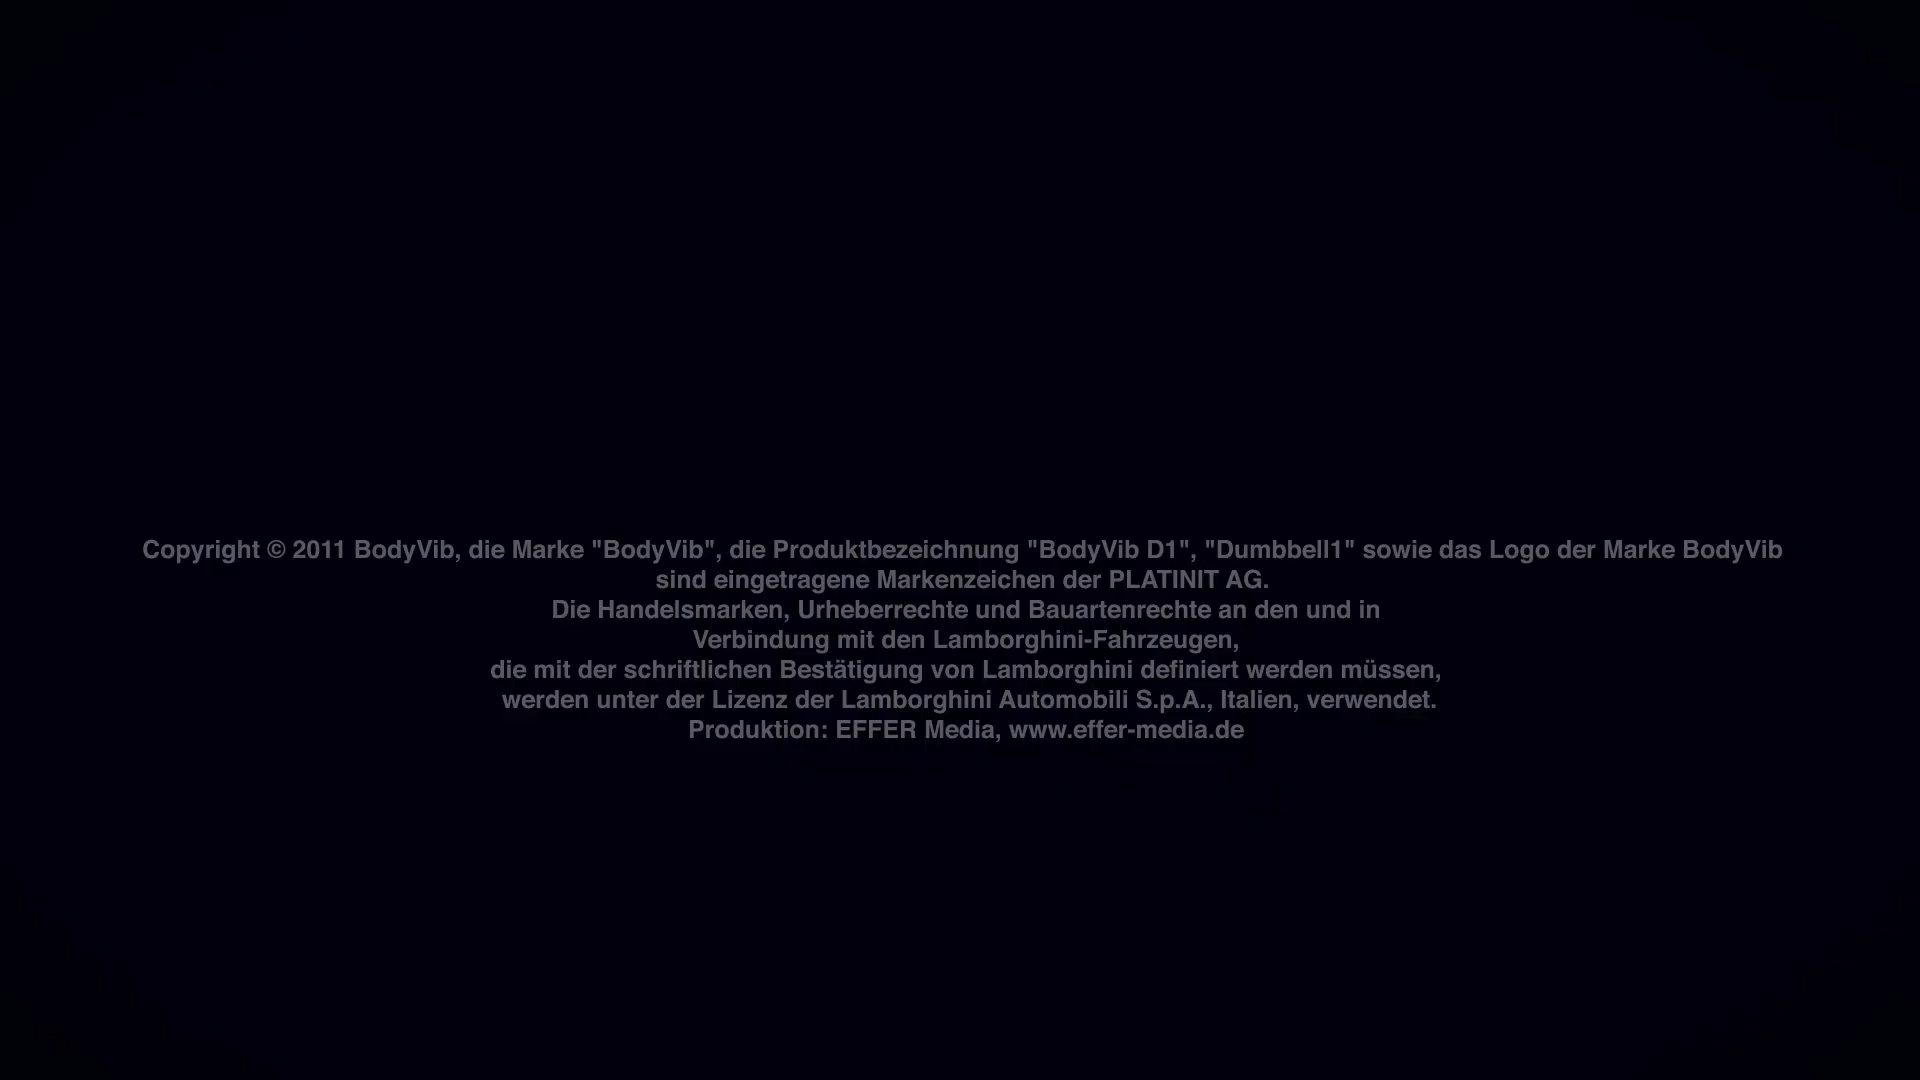 Copyright © 2011 BodyVib, die Marke "BodyVib", die Produktbezeichnung "BodyVib D1", "Dumbbell1" sowie das Logo der Marke BodyVib
sind eingetragene Markenzeichen der PLATINIT AG.
Die Handelsmarken, Urheberrechte und Bauartenrechte an den und in
Verbindung mit den Lamborghini-Fahrzeugen,
die mit der schriftlichen Bestätigung von Lamborghini definiert werden müssen,
werden unter der Lizenz der Lamborghini Automobili S.p.A., Italien, verwendet.
Produktion: EFFER Media, www.effer-media.de